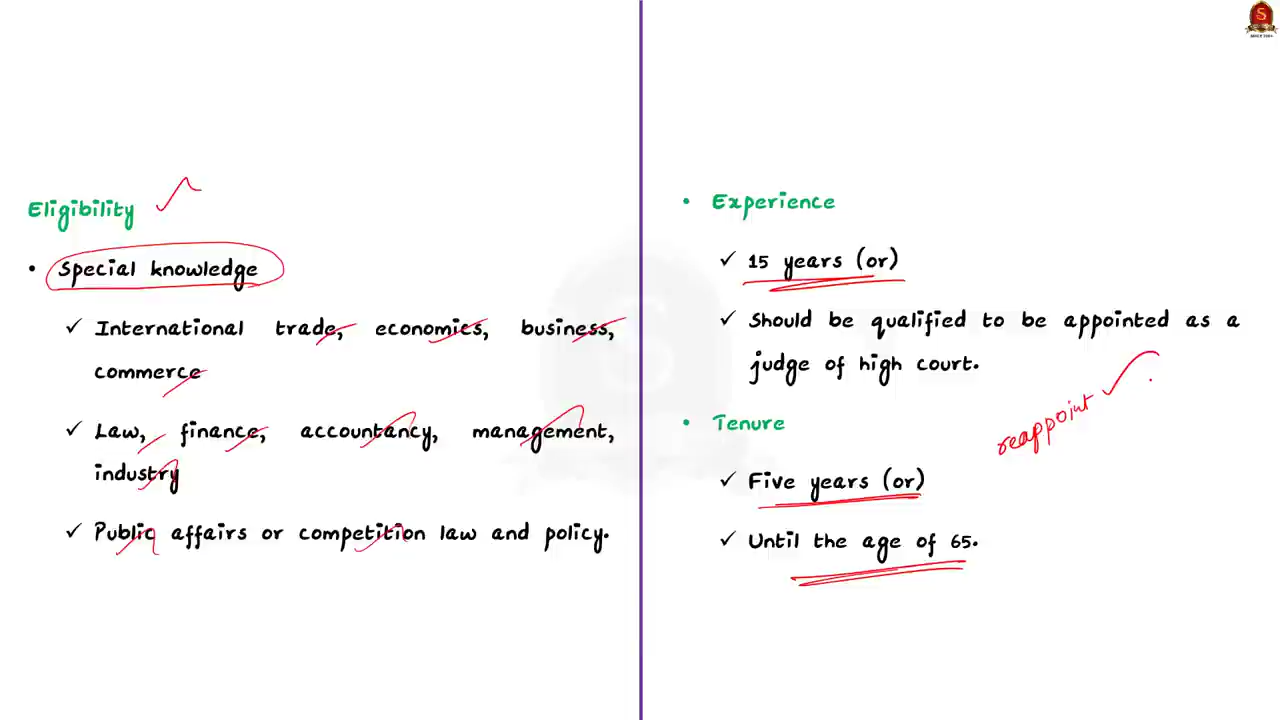 Eligibility
• Special knowledge
✓ International trade, economics, business,
commerce
✓ Law, finance, accountancy, management,
industry
✓ Public affairs or competition law and policy.
• Experience
✓ 15 years (or)
✓ Should be qualified to be appointed as a
judge of high court.
reappoint
• Tenure
✓ Five years (or)
✓ Until the age of 65.